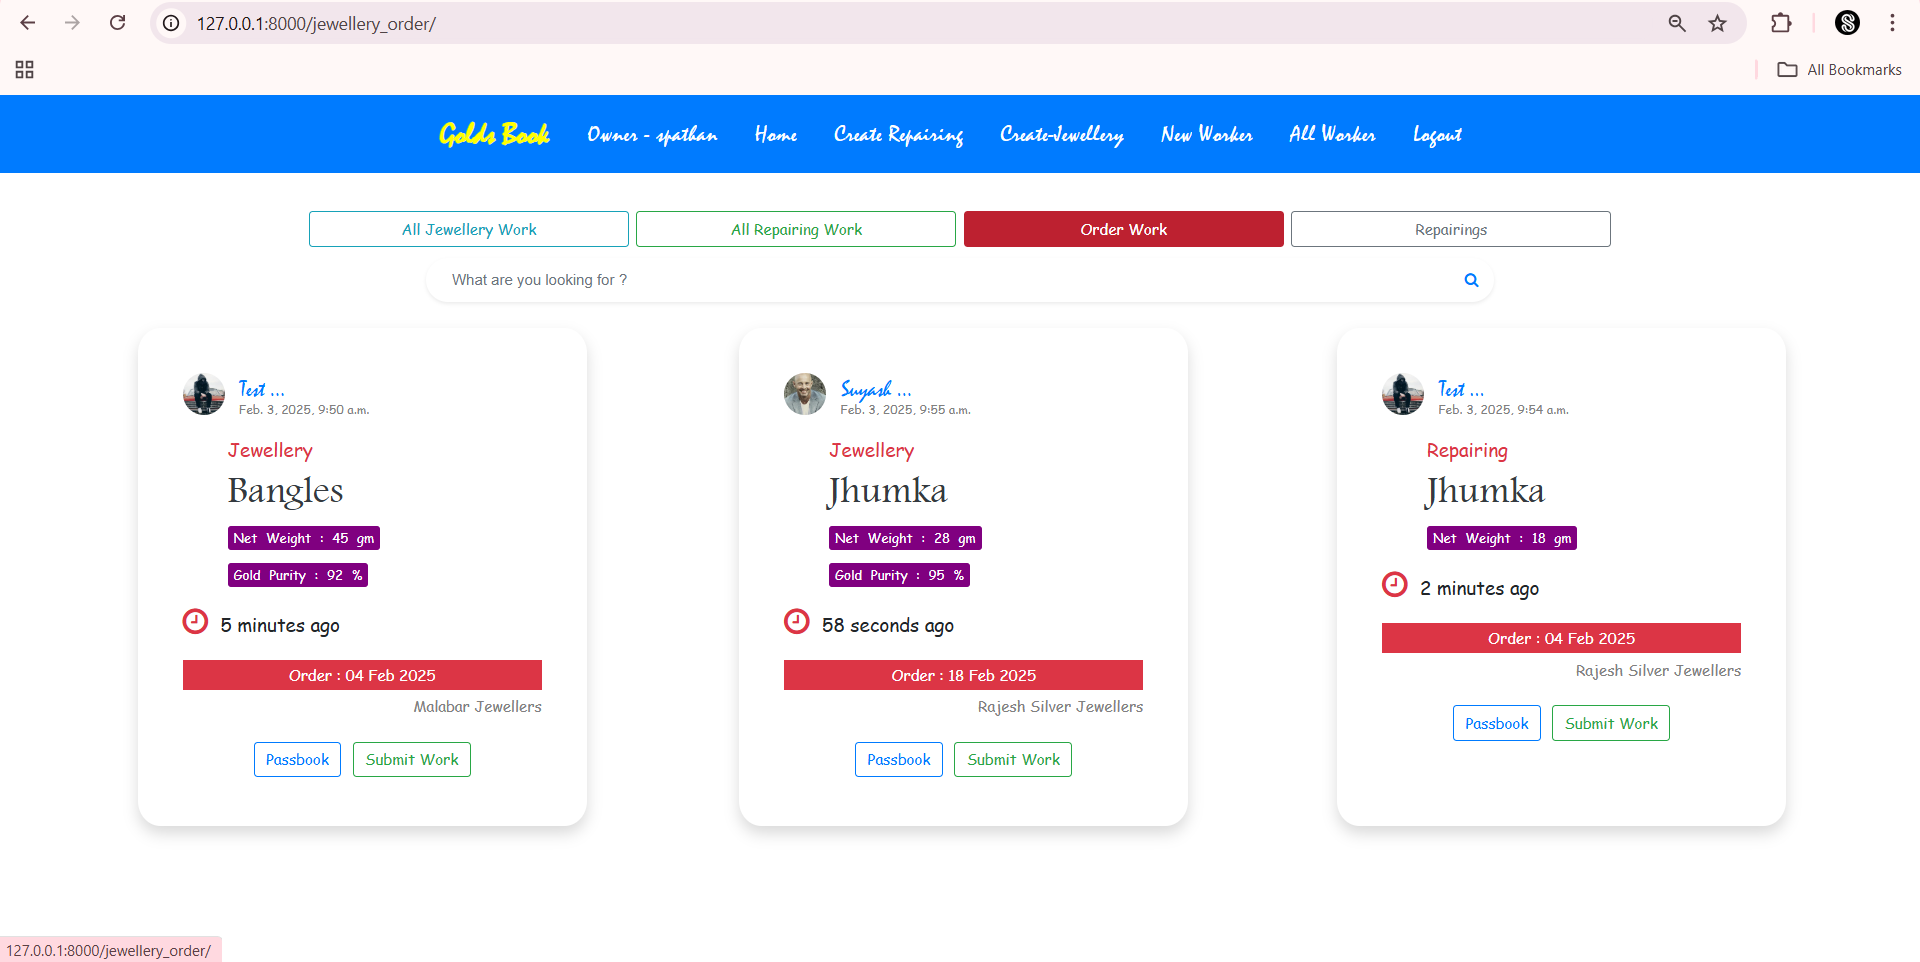 127.0.0.1:8000/jewellery_order/
All Bookmarks
Golds Book Owner - spathan Home Create Repairing Create-Jewellery New Worker All Worker Logout
All Jewellery Work All Repairing Work Order Work Repairings
What are you looking for ?
Test ...
Feb. 3, 2025, 9:50 a.m.
Jewellery
Bangles
Net Weight : 45 gm
Gold Purity : 92 %
5 minutes ago
Order : 04 Feb 2025
Malabar Jewellers
Passbook Submit Work
Suyash ...
Feb. 3, 2025, 9:55 a.m.
Jewellery
Jhumka
Net Weight : 28 gm
Gold Purity : 95 %
58 seconds ago
Order : 18 Feb 2025
Rajesh Silver Jewellers
Passbook Submit Work
Test ...
Feb. 3, 2025, 9:54 a.m.
Repairing
Jhumka
Net Weight : 18 gm
2 minutes ago
Order : 04 Feb 2025
Rajesh Silver Jewellers
Passbook Submit Work
127.0.0.1:8000/jewellery_order/